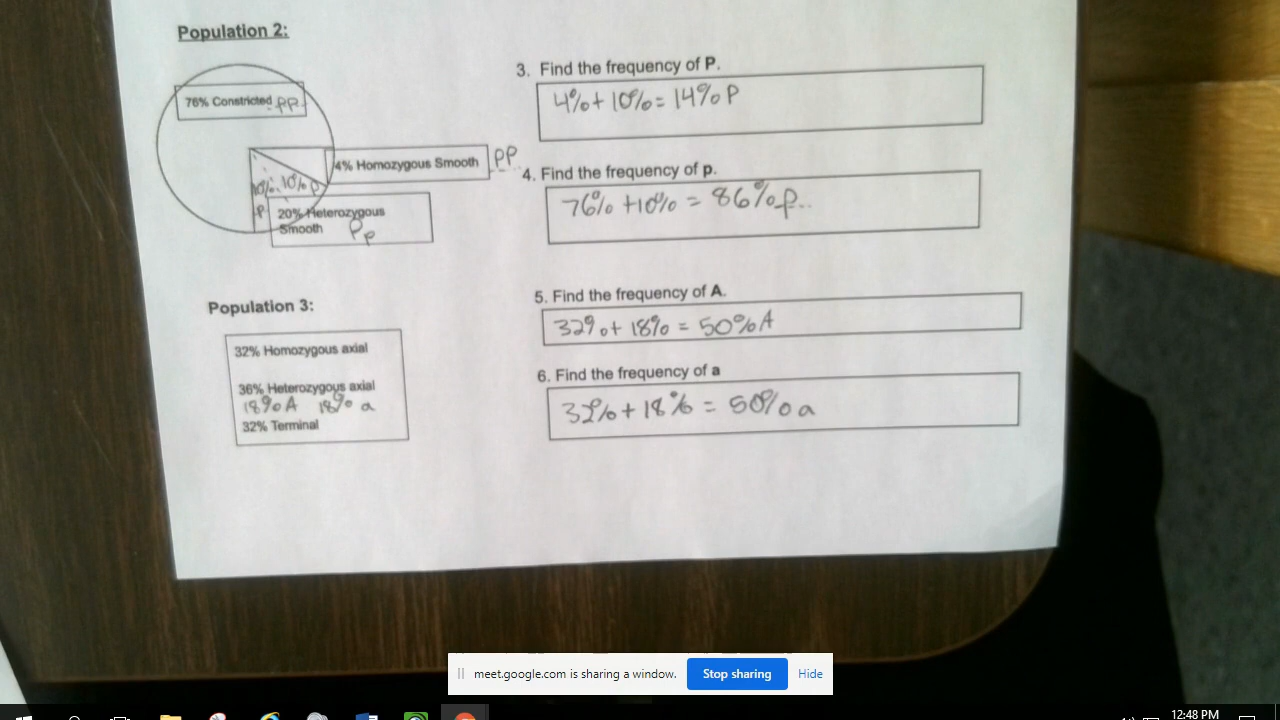 Population 2:
76% Constricted pp
4% Homozygous Smooth PP
10% 10% p
P
20% Heterozygous
Smooth Pp
3. Find the frequency of P.
4%+ 10%= 14% P
4. Find the frequency of p.
76% +10% = 86% p.
Population 3:
32% Homozygous axial
36% Heterozygous axial
18% A 18% a
32% Terminal
5. Find the frequency of A.
32%+ 18% = 50% A
6. Find the frequency of a
32%+18% = 50% a
meet.google.com is sharing a window.
Stop sharing
Hide
12:48 PM